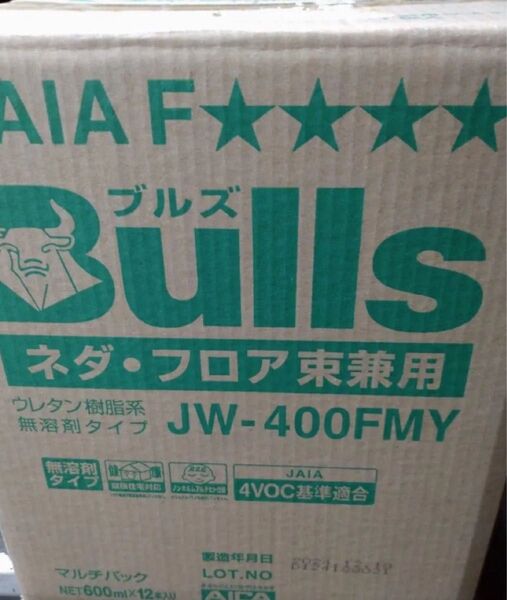 AIA F★★★★
ブルズ
Bulls
ネダ・フロア束兼用
ウレタン樹脂系
無溶剤タイプ JW-400FMY
無溶剤
タイプ
JAIA
4VOC基準適合
製造年月日
LOT.NO
マルチパック
NET600ml×12本入り
AICA